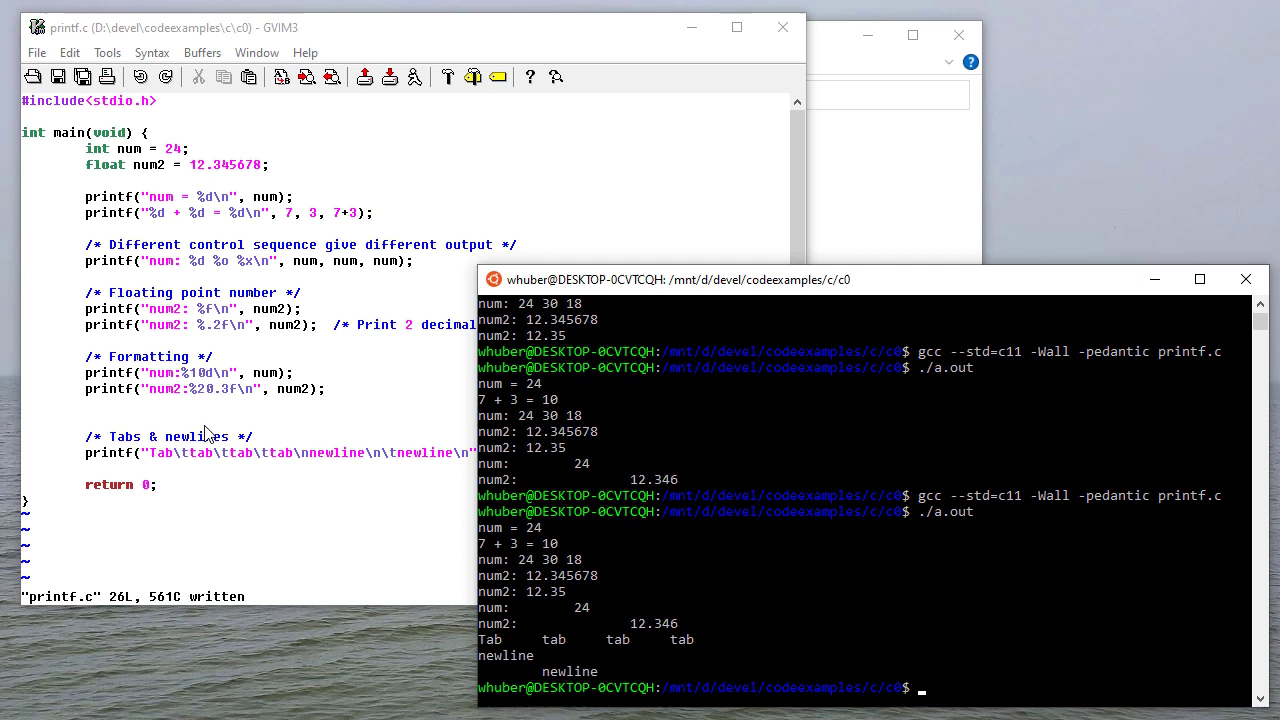 printf.c (D:\devel\codeexamples\c\c0) - GVIM3
File Edit Tools Syntax Buffers Window Help
#include<stdio.h>
int main(void) {
int num = 24;
float num2 = 12.345678;
printf("num = %d\n", num);
printf("%d + %d = %d\n", 7, 3, 7+3);
/* Different control sequence give different output */
printf("num: %d %o %x\n", num, num, num);
/* Floating point number */
printf("num2: %f\n", num2);
printf("num2: %.2f\n", num2);  /* Print 2 decimal
/* Formatting */
printf("num:%10d\n", num);
printf("num2:%20.3f\n", num2);
/* Tabs & newlines */
printf("Tab\ttab\ttab\ttab\nnewline\n\tnewline\n"
return 0;
}
~
~
~
~
~
"printf.c" 26L, 561C written
whuber@DESKTOP-0CVTCQH: /mnt/d/devel/codeexamples/c/c0
num: 24 30 18
num2: 12.345678
num2: 12.35
whuber@DESKTOP-0CVTCQH:/mnt/d/devel/codeexamples/c/c0$ gcc --std=c11 -Wall -pedantic printf.c
whuber@DESKTOP-0CVTCQH:/mnt/d/devel/codeexamples/c/c0$ ./a.out
num = 24
7 + 3 = 10
num: 24 30 18
num2: 12.345678
num2: 12.35
num:        24
num2:              12.346
whuber@DESKTOP-0CVTCQH:/mnt/d/devel/codeexamples/c/c0$ gcc --std=c11 -Wall -pedantic printf.c
whuber@DESKTOP-0CVTCQH:/mnt/d/devel/codeexamples/c/c0$ ./a.out
num = 24
7 + 3 = 10
num: 24 30 18
num2: 12.345678
num2: 12.35
num:        24
num2:              12.346
Tab     tab     tab     tab
newline
        newline
whuber@DESKTOP-0CVTCQH:/mnt/d/devel/codeexamples/c/c0$